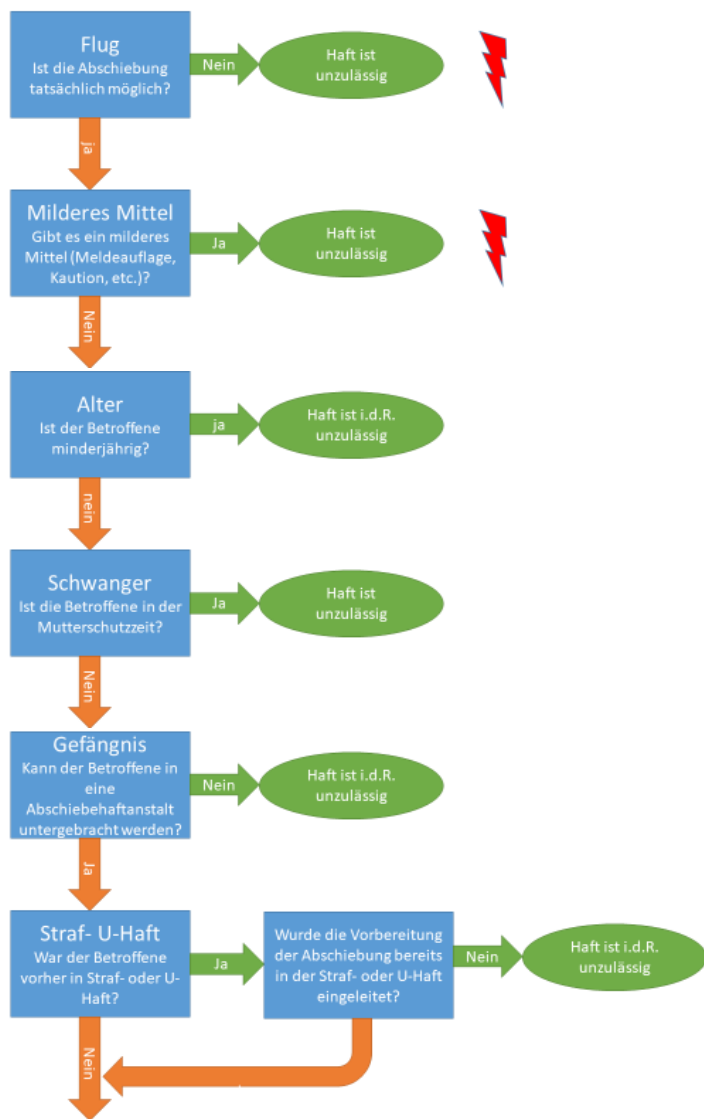 Flug
Ist die Abschiebung
tatsächlich möglich?
Nein
Haft ist
unzulässig
ja
Milderes Mittel
Gibt es ein milderes
Mittel (Meldeauflage,
Kaution, etc.)?
Ja
Haft ist
unzulässig
Nein
Alter
Ist der Betroffene
minderjährig?
ja
Haft ist i.d.R.
unzulässig
nein
Schwanger
Ist die Betroffene in der
Mutterschutzzeit?
Ja
Haft ist
unzulässig
Nein
Gefängnis
Kann der Betroffene in
eine
Abschiebehaftanstalt
untergebracht werden?
Nein
Haft ist i.d.R.
unzulässig
Ja
Straf- U-Haft
War der Betroffene
vorher in Straf- oder U-
Haft?
Ja
Wurde die Vorbereitung
der Abschiebung bereits
in der Straf- oder U-Haft
eingeleitet?
Nein
Haft ist i.d.R.
unzulässig
Nein